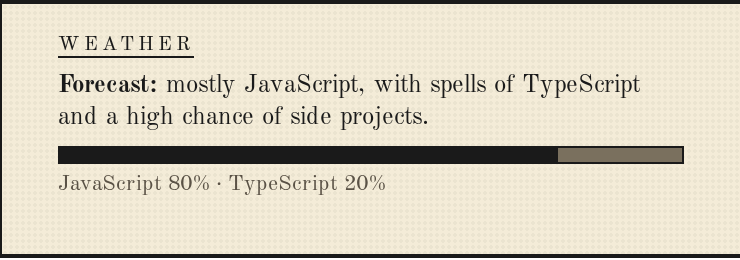 WEATHER
Forecast: mostly JavaScript, with spells of TypeScript
and a high chance of side projects.
JavaScript 80% · TypeScript 20%